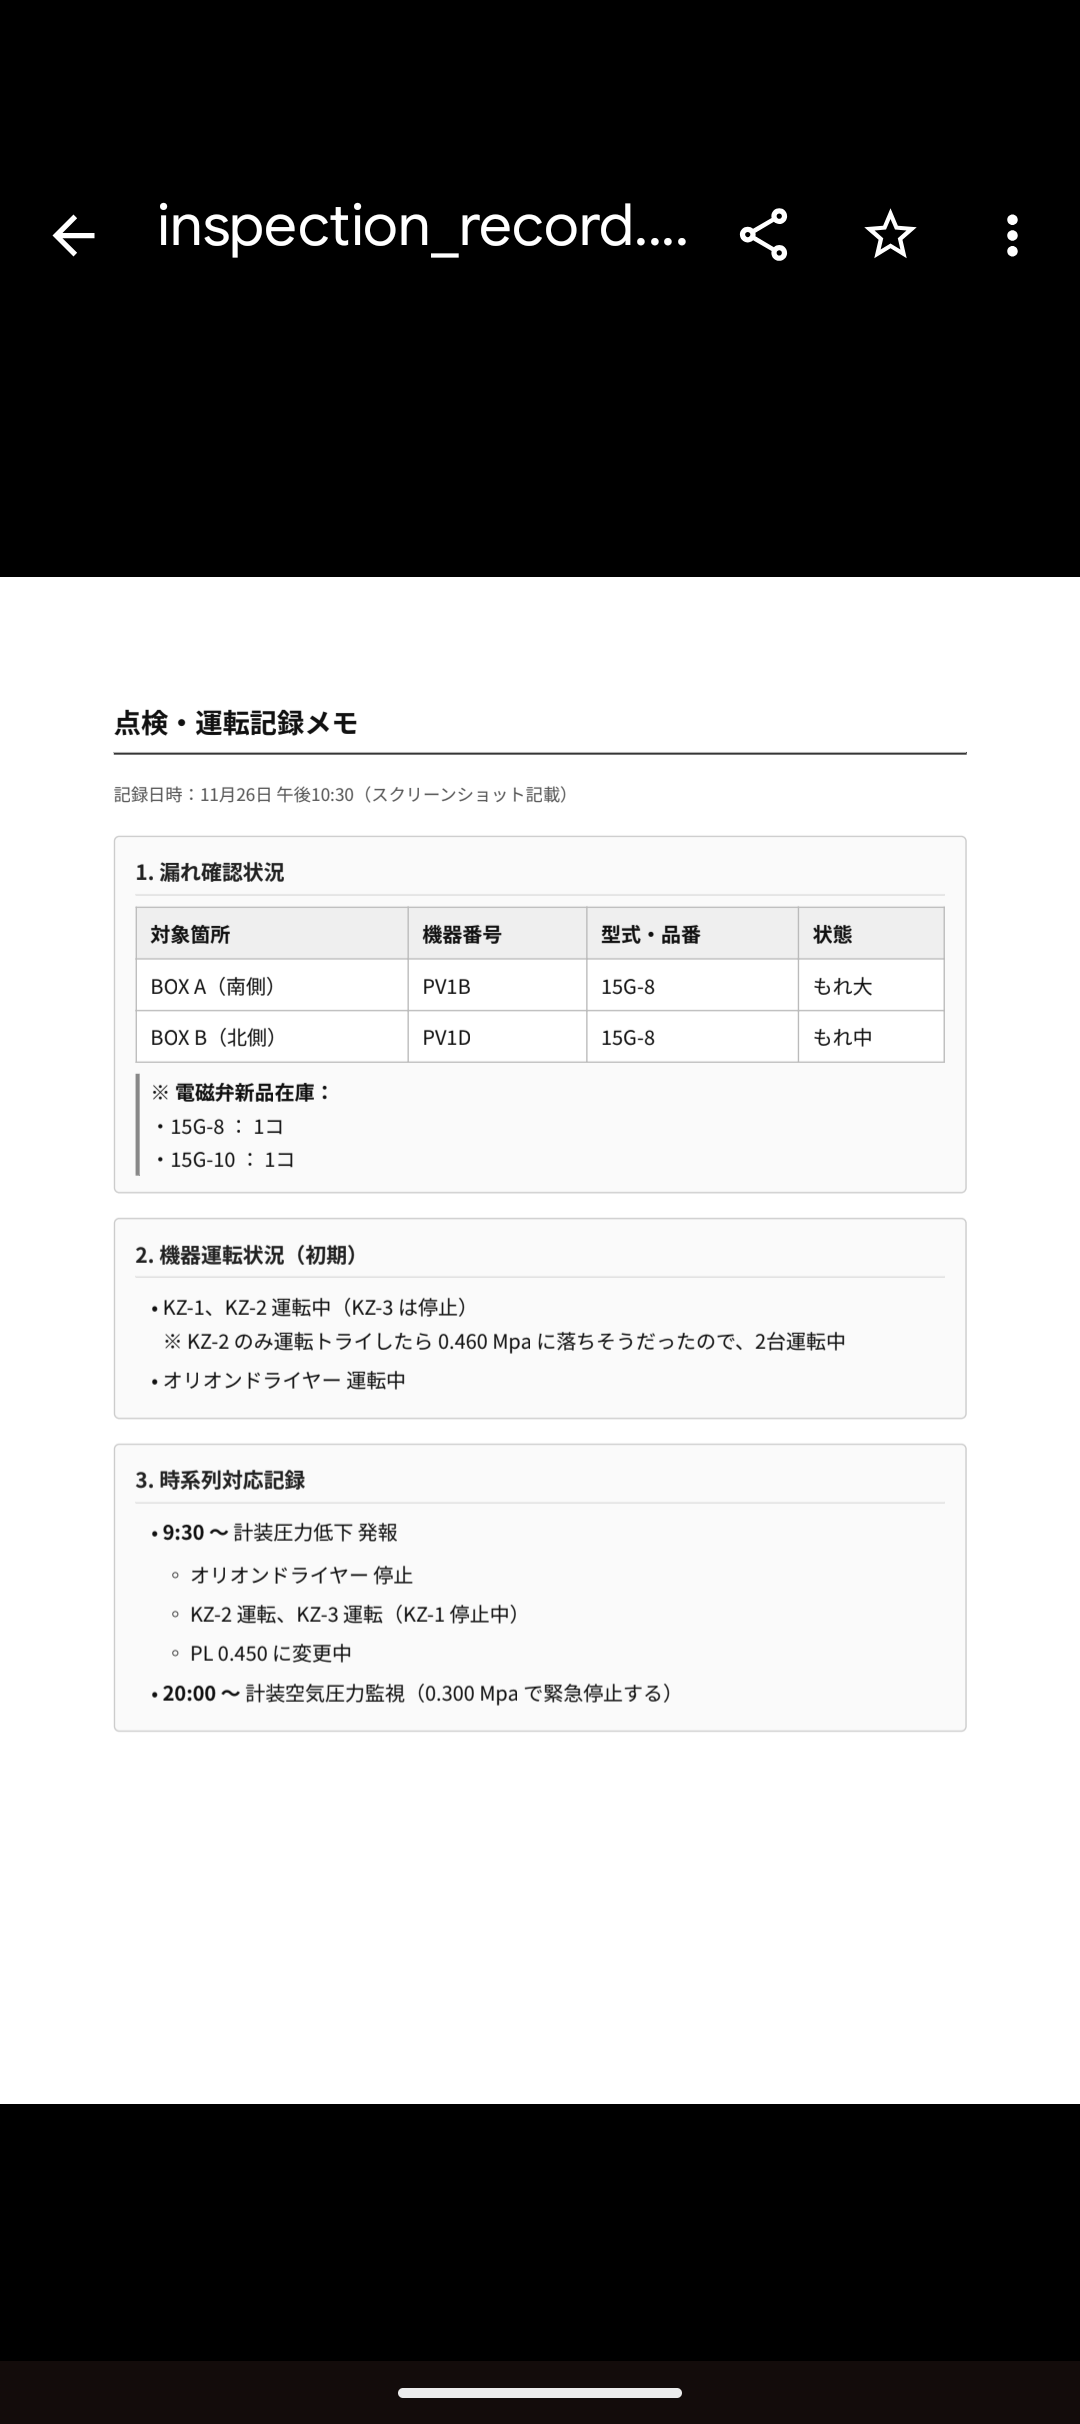 inspection_record....
点検・運転記録メモ
記録日時：11月26日 午後10:30（スクリーンショット記載）
1. 漏れ確認状況
対象箇所 機器番号 型式・品番 状態
BOX A（南側） PV1B 15G-8 もれ大
BOX B（北側） PV1D 15G-8 もれ中
※ 電磁弁新品在庫：
・15G-8 ： 1コ
・15G-10 ： 1コ
2. 機器運転状況（初期）
• KZ-1、KZ-2 運転中（KZ-3 は停止）
※ KZ-2 のみ運転トライしたら 0.460 Mpa に落ちそうだったので、2台運転中
• オリオンドライヤー 運転中
3. 時系列対応記録
• 9:30 〜 計装圧力低下 発報
◦ オリオンドライヤー 停止
◦ KZ-2 運転、KZ-3 運転（KZ-1 停止中）
◦ PL 0.450 に変更中
• 20:00 〜 計装空気圧力監視（0.300 Mpa で緊急停止する）